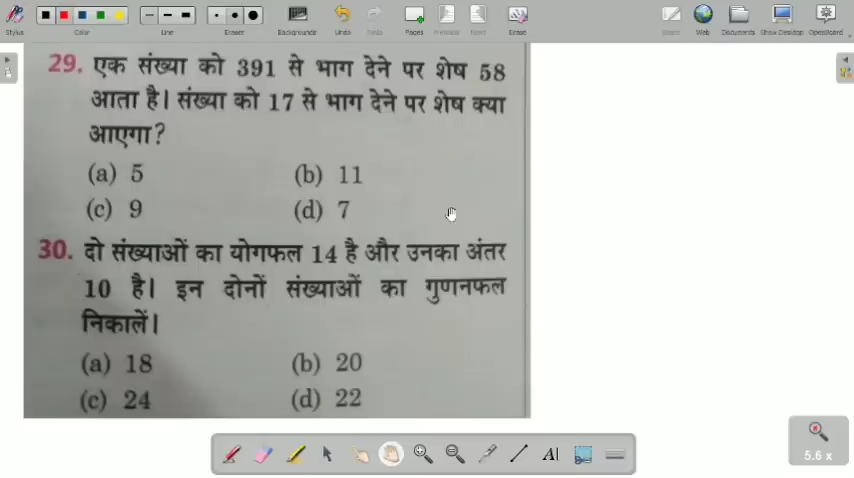 Stylus
Color
Line
Eraser
Backgrounds
Undo
Redo
Pages
Previous
Next
Erase
Web
Documents
Show Desktop
OpenBoard
29. एक संख्या को 391 से भाग देने पर शेष 58
आता है। संख्या को 17 से भाग देने पर शेष क्या
आएगा?
(a) 5 (b) 11
(c) 9 (d) 7
30. दो संख्याओं का योगफल 14 है और उनका अंतर
10 है। इन दोनों संख्याओं का गुणनफल
निकालें।
(a) 18 (b) 20
(c) 24 (d) 22
5.6 x